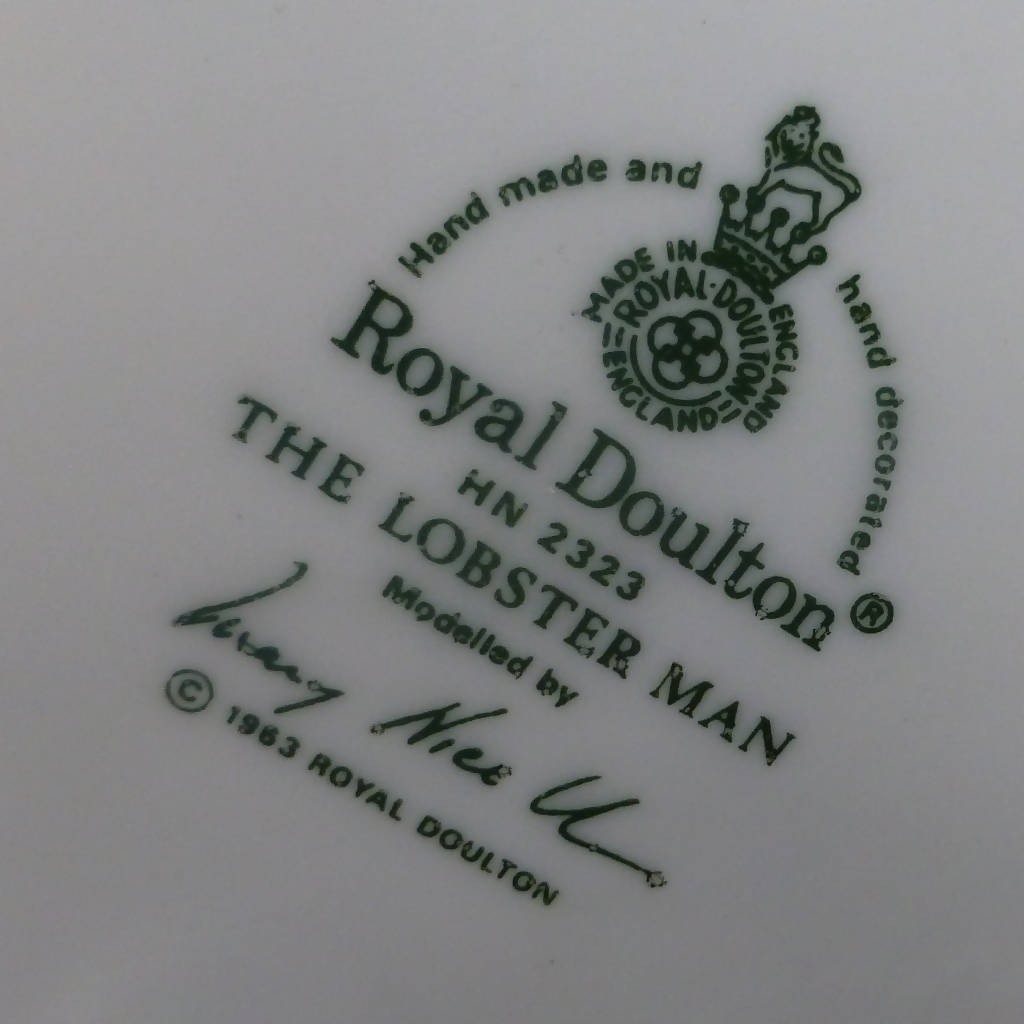 Hand made and hand decorated
MADE IN ENGLAND
ROYAL·DOULTON
ENGLAND
Royal Doulton ®
HN 2323
THE LOBSTER MAN
Modelled by
© 1963 ROYAL DOULTON